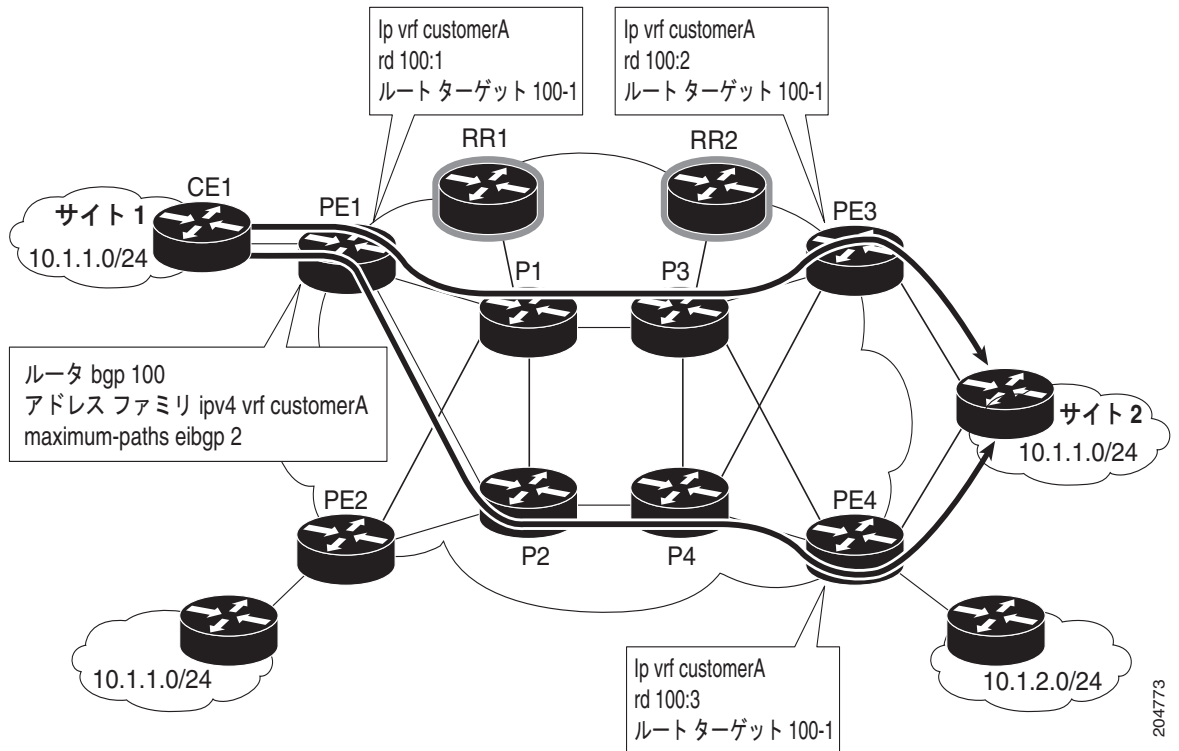 Ip vrf customerA
rd 100:1
ルート ターゲット 100-1
Ip vrf customerA
rd 100:2
ルート ターゲット 100-1
RR1
RR2
CE1
サイト 1
10.1.1.0/24
PE1
PE3
P1
P3
ルータ bgp 100
アドレス ファミリ ipv4 vrf customerA
maximum-paths eibgp 2
サイト 2
10.1.1.0/24
PE2
P2
P4
PE4
10.1.1.0/24
Ip vrf customerA
rd 100:3
ルート ターゲット 100-1
10.1.2.0/24
204773